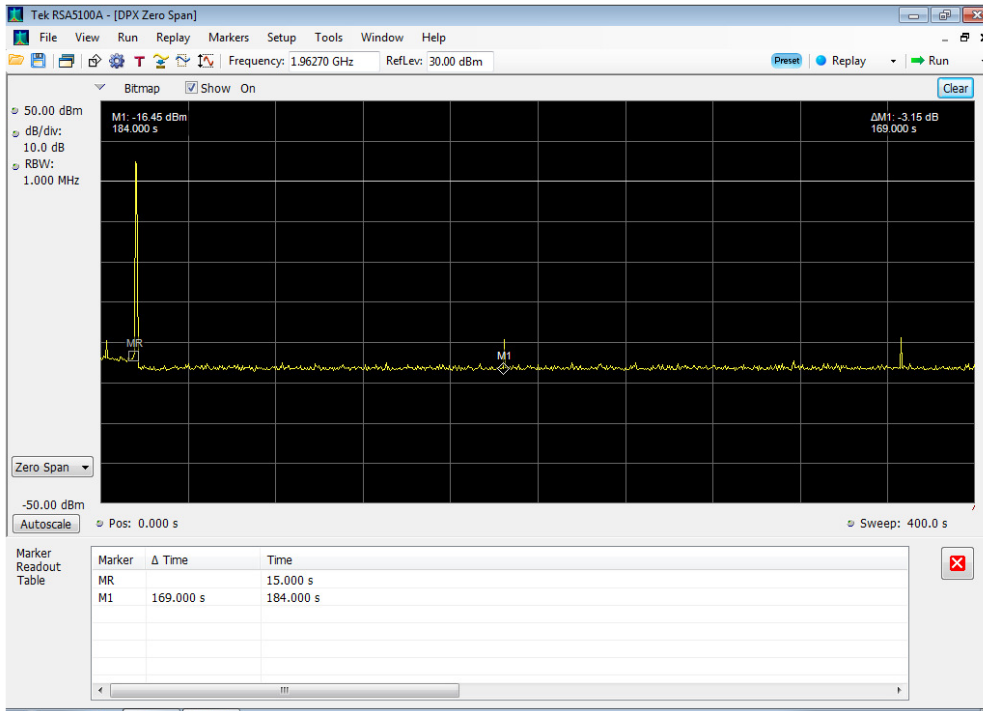 Tek RSA5100A - [DPX Zero Span]
File View Run Replay Markers Setup Tools Window Help
T Frequency: 1.96270 GHz RefLev: 30.00 dBm Preset Replay Run
Bitmap Show On Clear
50.00 dBm
dB/div:
10.0 dB
RBW:
1.000 MHz
M1: -16.45 dBm
184.000 s
ΔM1: -3.15 dB
169.000 s
MR
M1
Zero Span
-50.00 dBm
Autoscale Pos: 0.000 s Sweep: 400.0 s
Marker
Readout
Table
Marker Δ Time Time
MR 15.000 s
M1 169.000 s 184.000 s